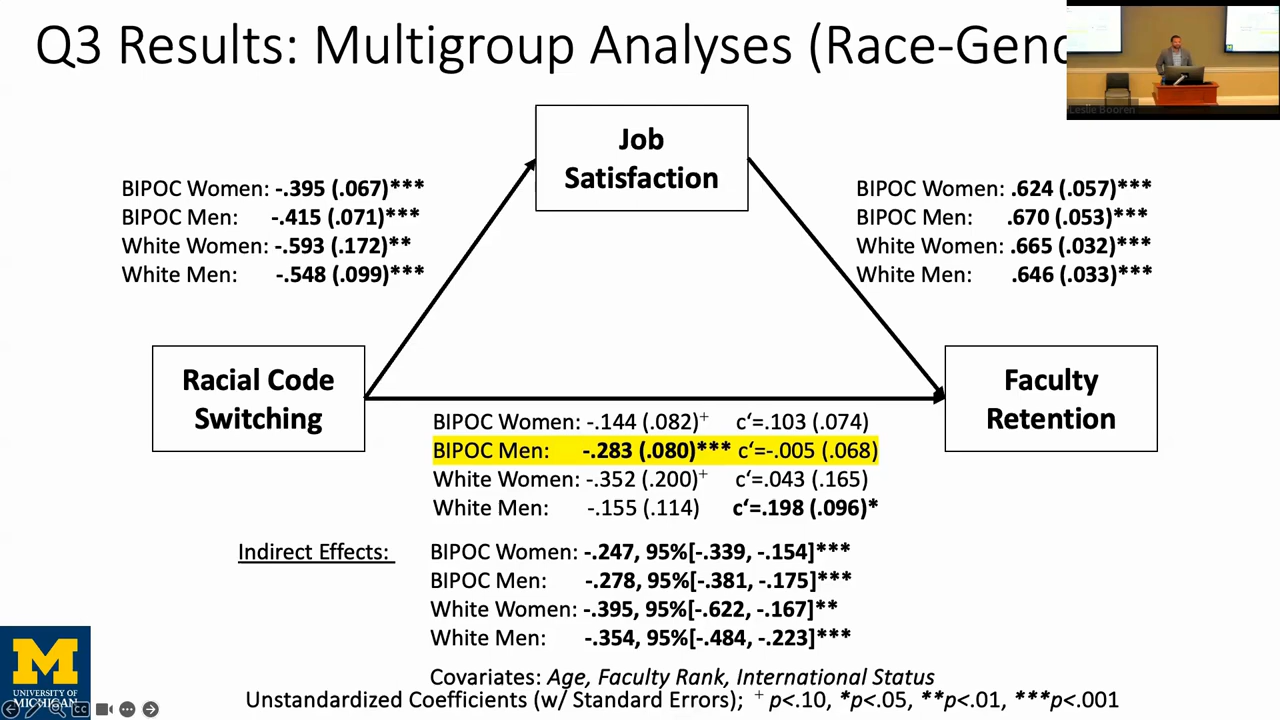 Q3 Results: Multigroup Analyses (Race-Gend
Leslie Booren
Job
Satisfaction
BIPOC Women: -.395 (.067)***
BIPOC Men: -.415 (.071)***
White Women: -.593 (.172)**
White Men: -.548 (.099)***
BIPOC Women: .624 (.057)***
BIPOC Men: .670 (.053)***
White Women: .665 (.032)***
White Men: .646 (.033)***
Racial Code
Switching
Faculty
Retention
BIPOC Women: -.144 (.082)⁺ c‘=.103 (.074)
BIPOC Men: -.283 (.080)*** c‘=-.005 (.068)
White Women: -.352 (.200)⁺ c‘=.043 (.165)
White Men: -.155 (.114) c‘=.198 (.096)*
Indirect Effects:
BIPOC Women: -.247, 95%[-.339, -.154]***
BIPOC Men: -.278, 95%[-.381, -.175]***
White Women: -.395, 95%[-.622, -.167]**
White Men: -.354, 95%[-.484, -.223]***
Covariates: Age, Faculty Rank, International Status
Unstandardized Coefficients (w/ Standard Errors); ⁺ p<.10, *p<.05, **p<.01, ***p<.001
M
UNIVERSITY OF
MICHIGAN